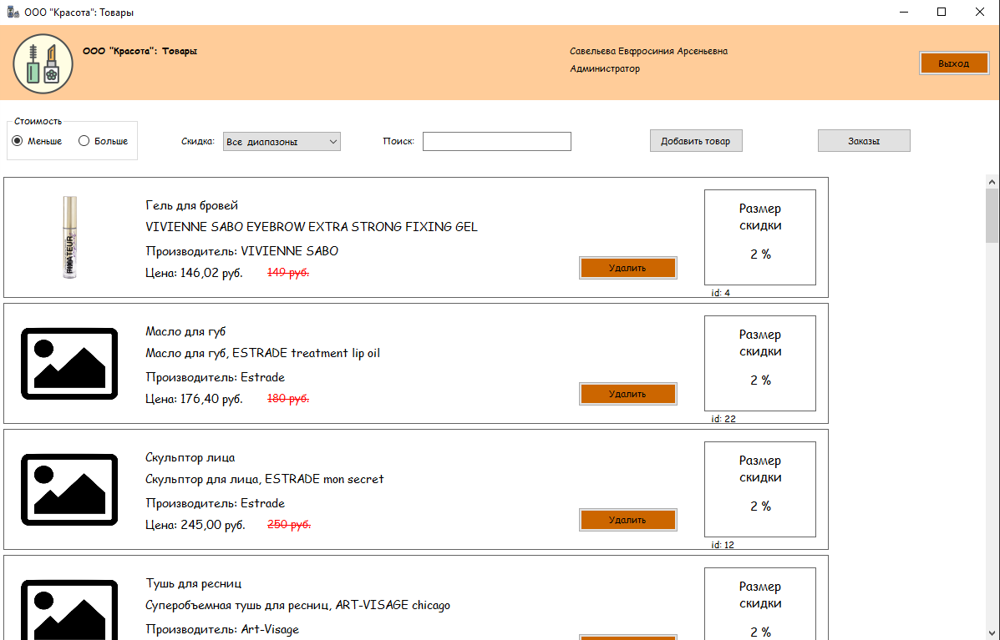 ООО "Красота": Товары
ООО "Красота": Товары
Савельева Евфросиния Арсеньевна
Администратор
Выход
Стоимость
Меньше
Больше
Скидка:
Все диапазоны
Поиск:
Добавить товар
Заказы
Гель для бровей
VIVIENNE SABO EYEBROW EXTRA STRONG FIXING GEL
Производитель: VIVIENNE SABO
Цена: 146,02 руб. 149 руб.
Удалить
Размер
скидки
2 %
id: 4
Масло для губ
Масло для губ, ESTRADE treatment lip oil
Производитель: Estrade
Цена: 176,40 руб. 180 руб.
Удалить
Размер
скидки
2 %
id: 22
Скульптор лица
Скульптор для лица, ESTRADE mon secret
Производитель: Estrade
Цена: 245,00 руб. 250 руб.
Удалить
Размер
скидки
2 %
id: 12
Тушь для ресниц
Суперобъемная тушь для ресниц, ART-VISAGE chicago
Производитель: Art-Visage
Размер
скидки
2 %